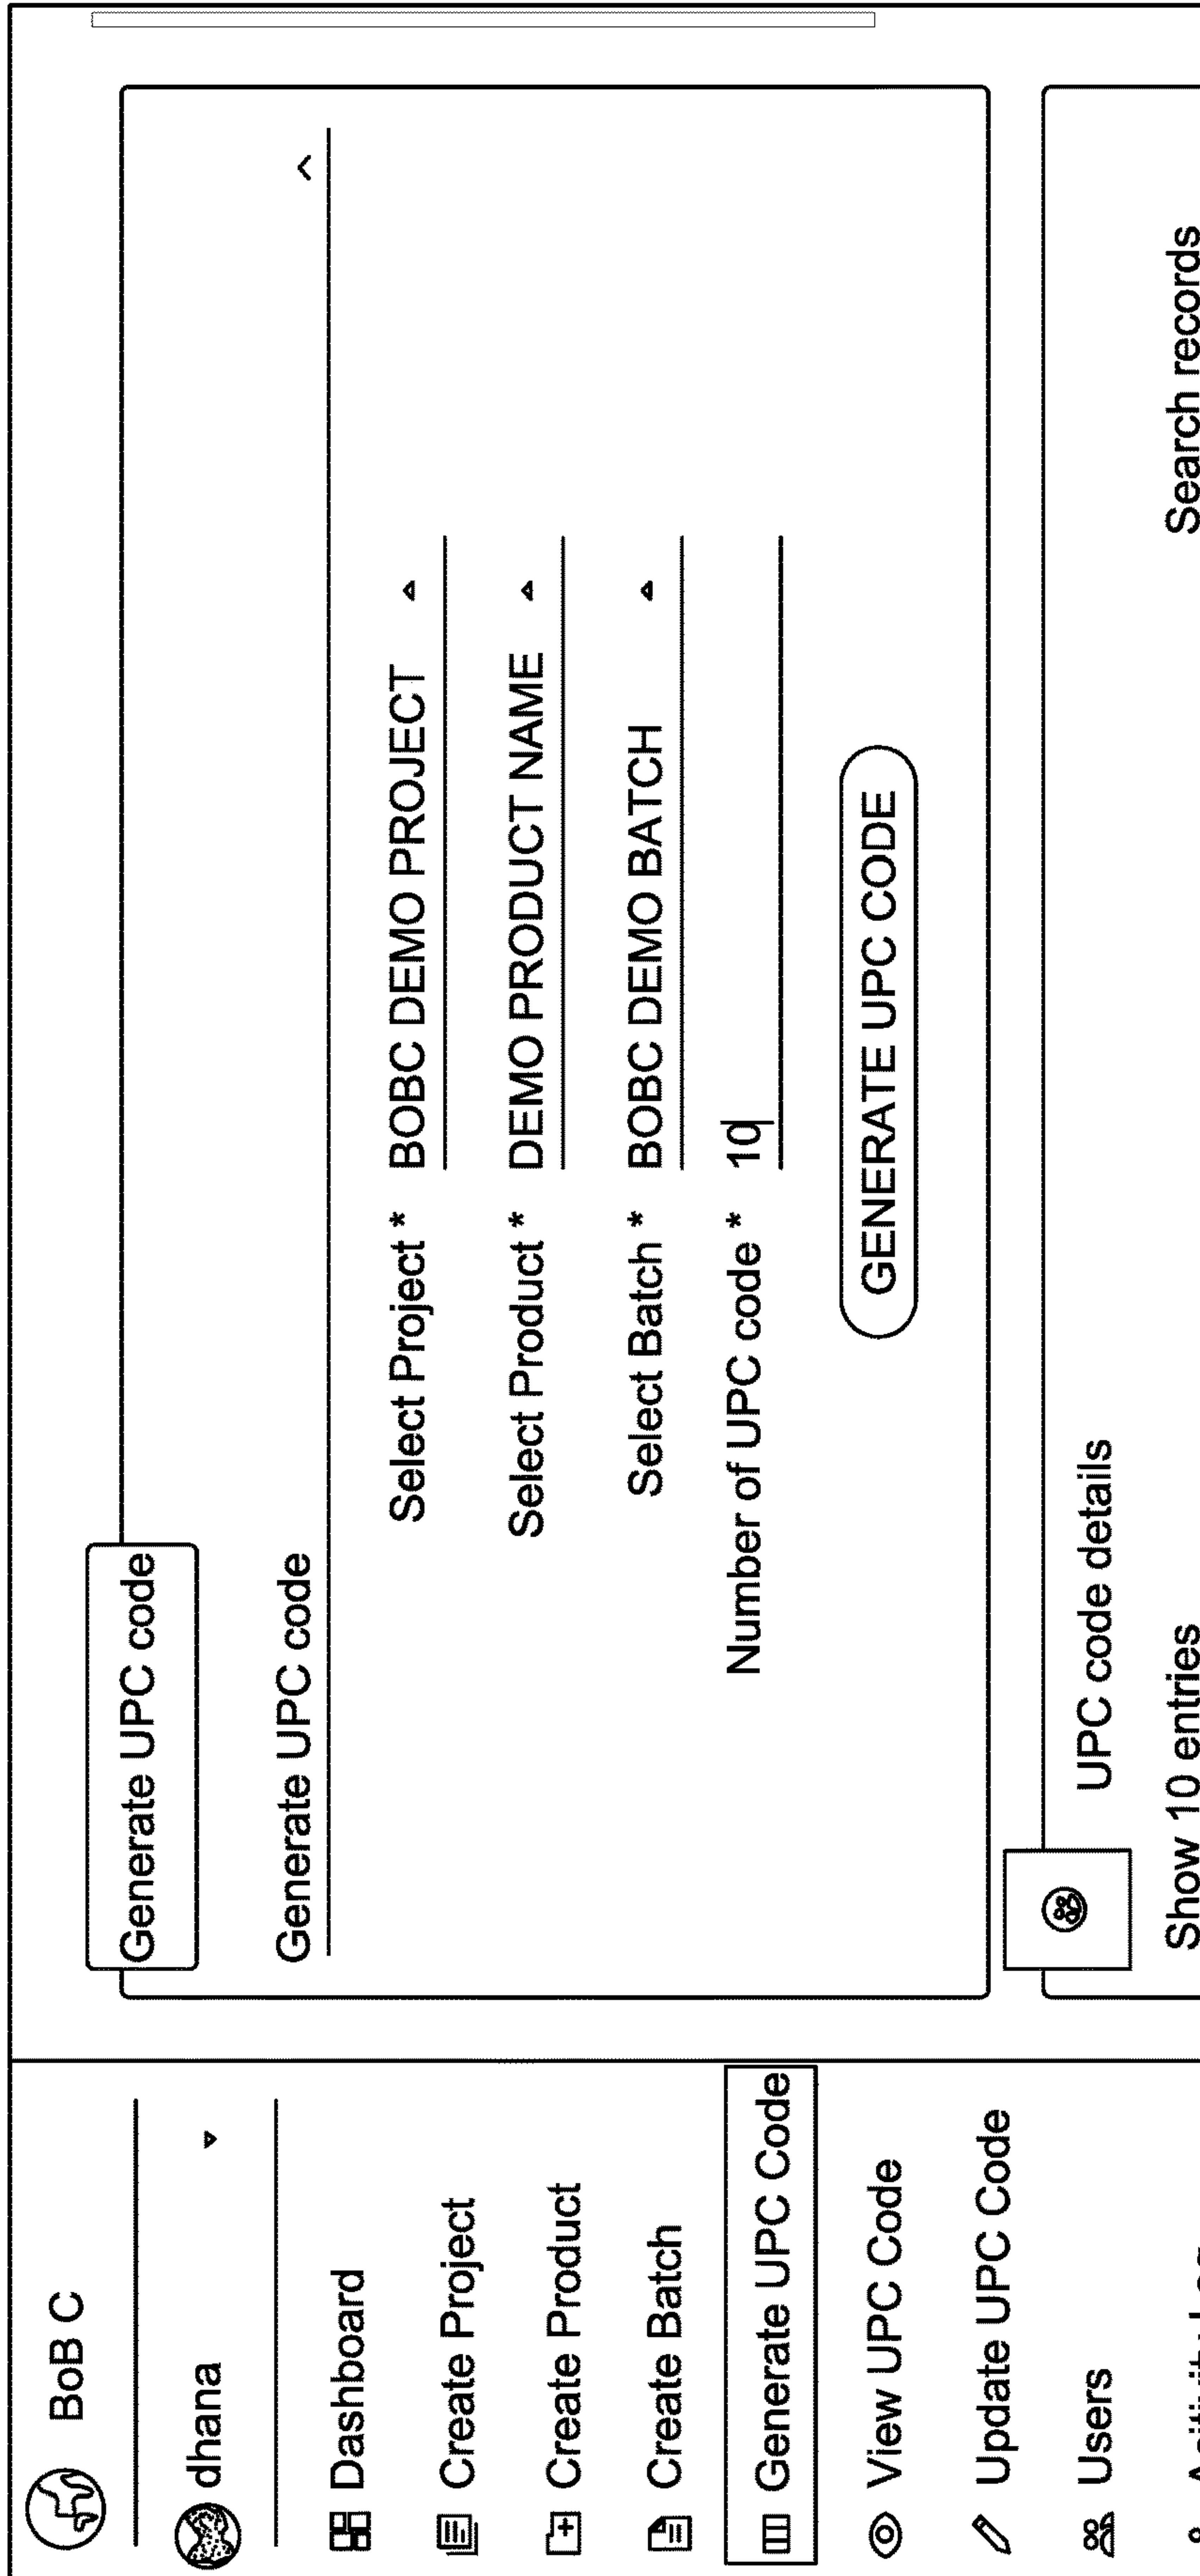 BoB C
dhana
Dashboard
Create Project
Create Product
Create Batch
Generate UPC Code
View UPC Code
Update UPC Code
Users
Generate UPC code
Generate UPC code
Select Project * BOBC DEMO PROJECT
Select Product * DEMO PRODUCT NAME
Select Batch * BOBC DEMO BATCH
Number of UPC code * 10
GENERATE UPC CODE
UPC code details
Show 10 entries Search records